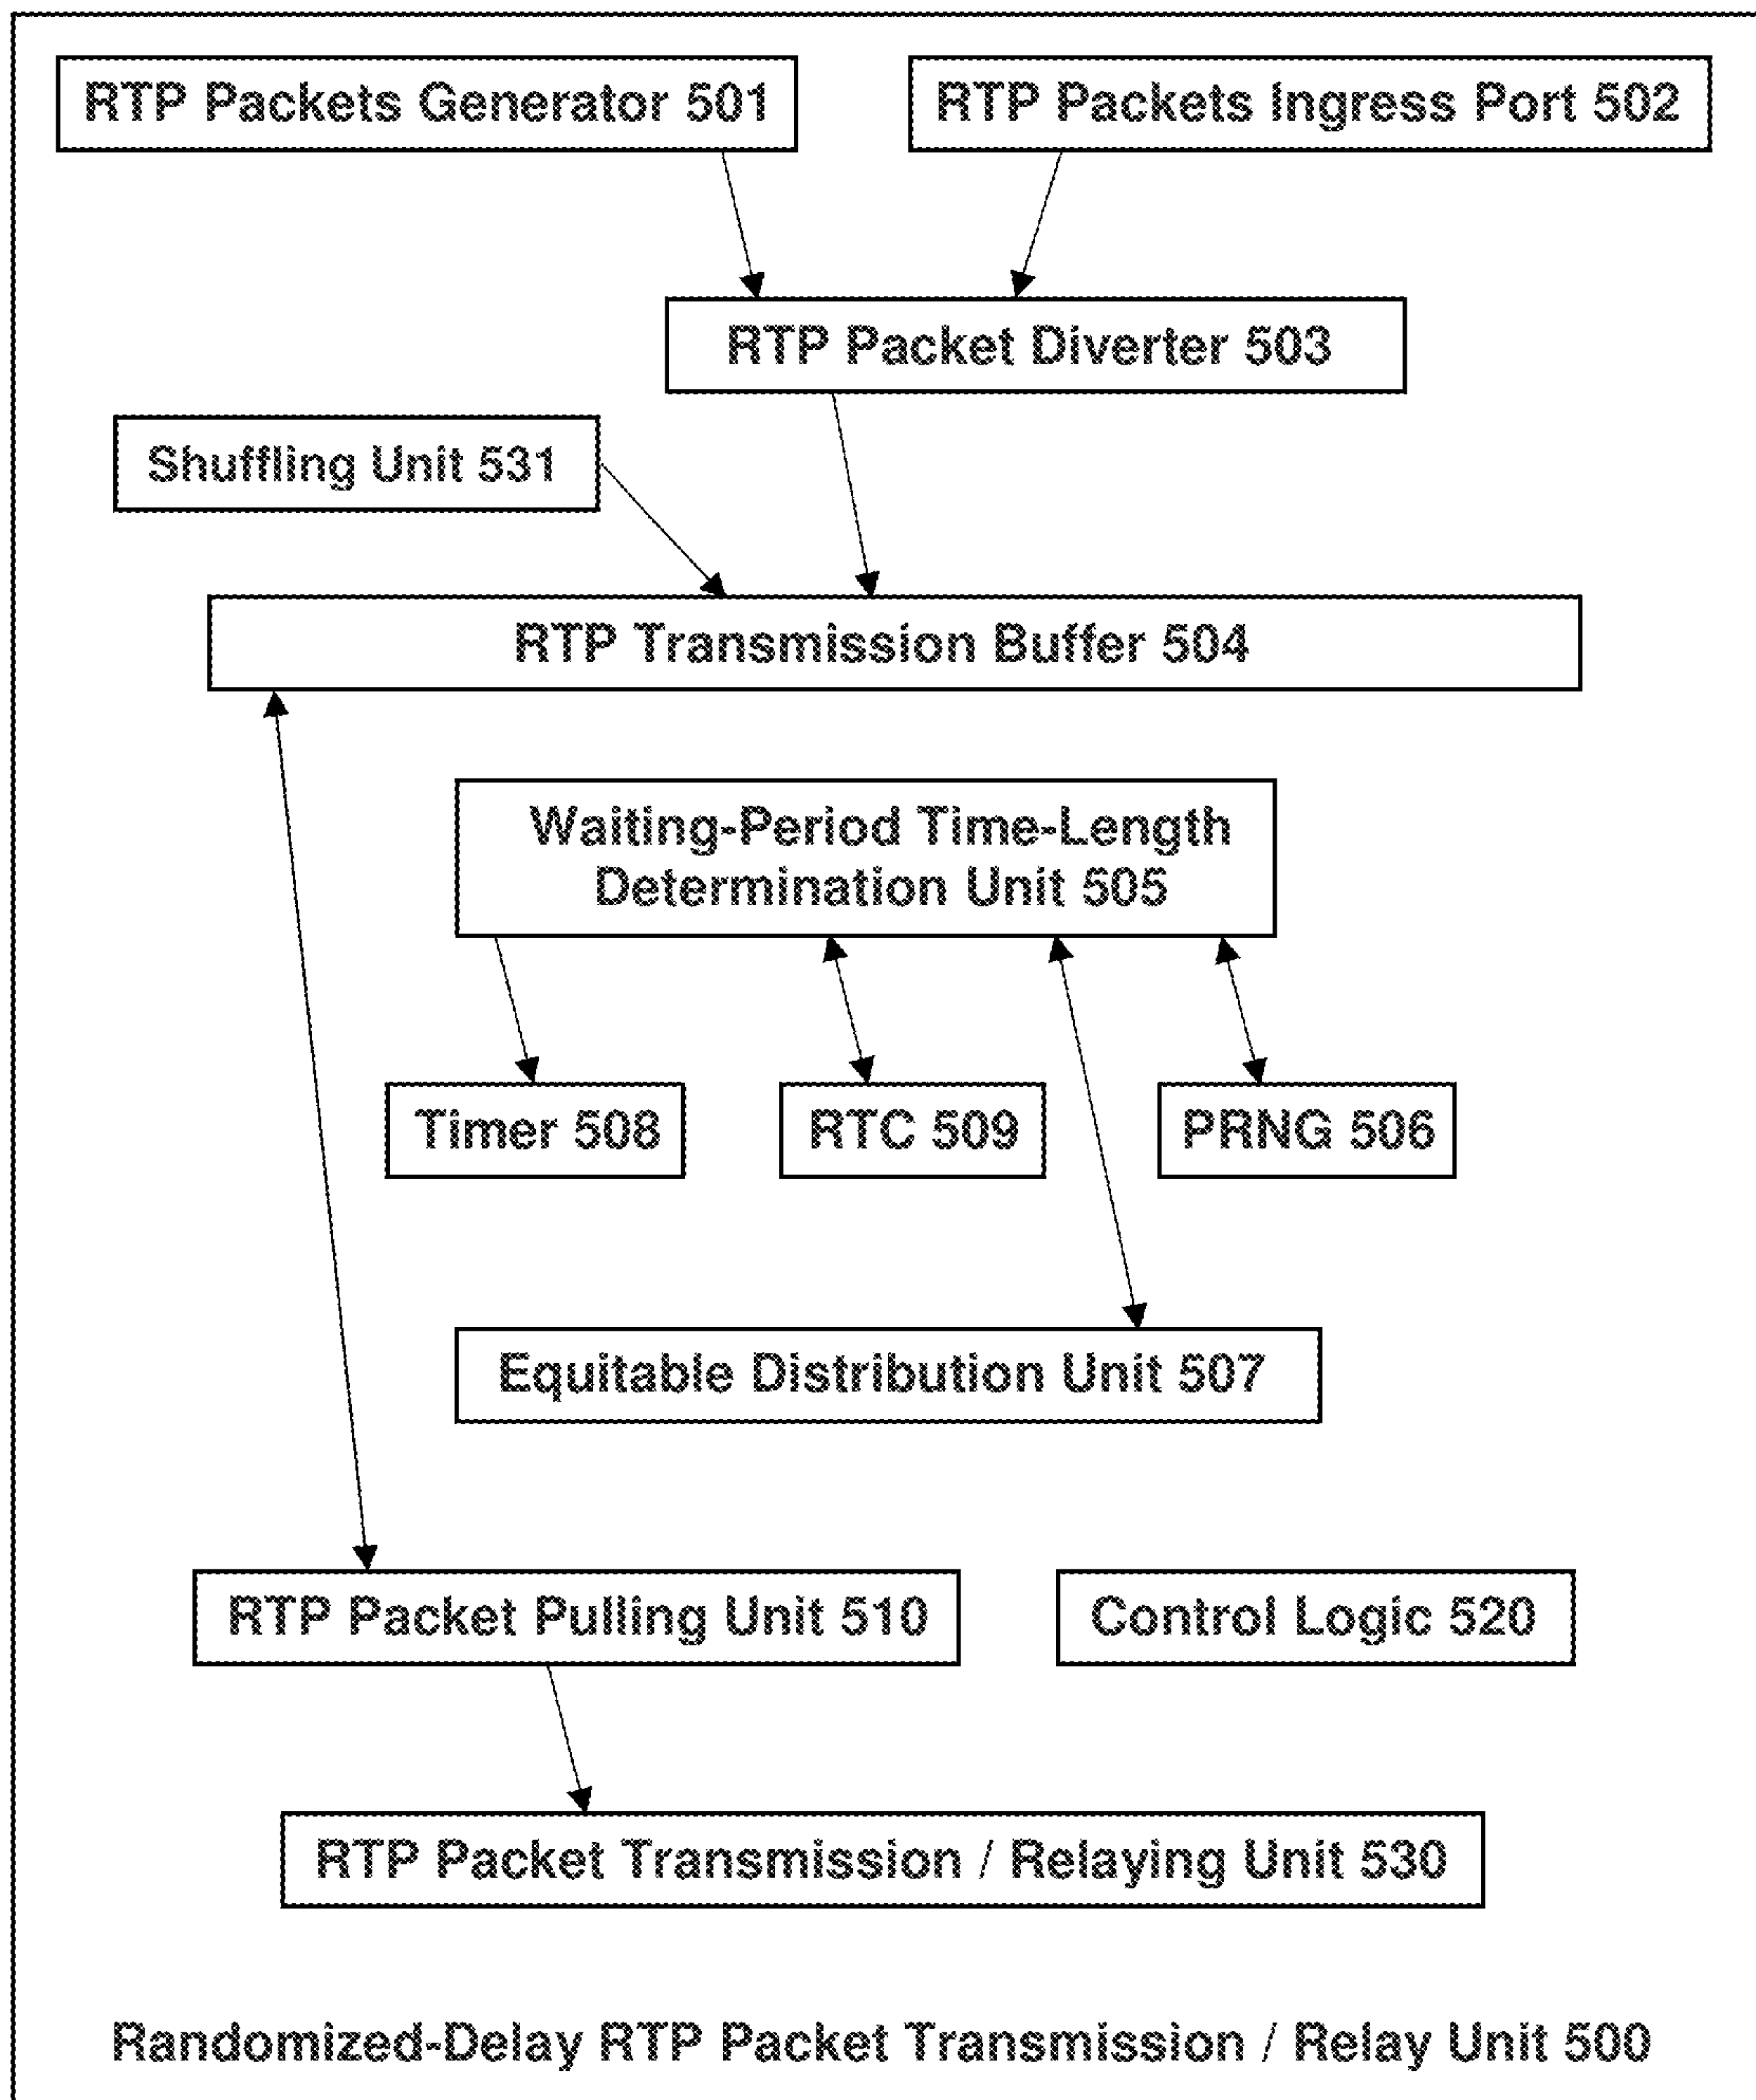 RTP Packets Generator 501
RTP Packets Ingress Port 502
RTP Packet Diverter 503
Shuffling Unit 531
RTP Transmission Buffer 504
Waiting-Period Time-Length
Determination Unit 505
Timer 508
RTC 509
PRNG 506
Equitable Distribution Unit 507
RTP Packet Pulling Unit 510
Control Logic 520
RTP Packet Transmission / Relaying Unit 530
Randomized-Delay RTP Packet Transmission / Relay Unit 500